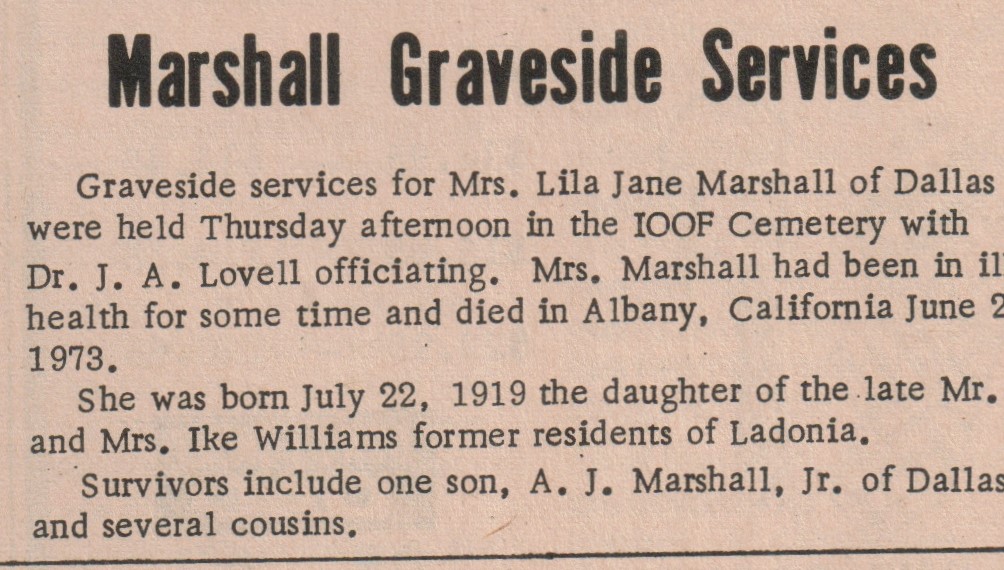 Marshall Graveside Services
Graveside services for Mrs. Lila Jane Marshall of Dallas
were held Thursday afternoon in the IOOF Cemetery with
Dr. J. A. Lovell officiating. Mrs. Marshall had been in ill
health for some time and died in Albany, California June 2
1973.
She was born July 22, 1919 the daughter of the late Mr.
and Mrs. Ike Williams former residents of Ladonia.
Survivors include one son, A. J. Marshall, Jr. of Dallas
and several cousins.